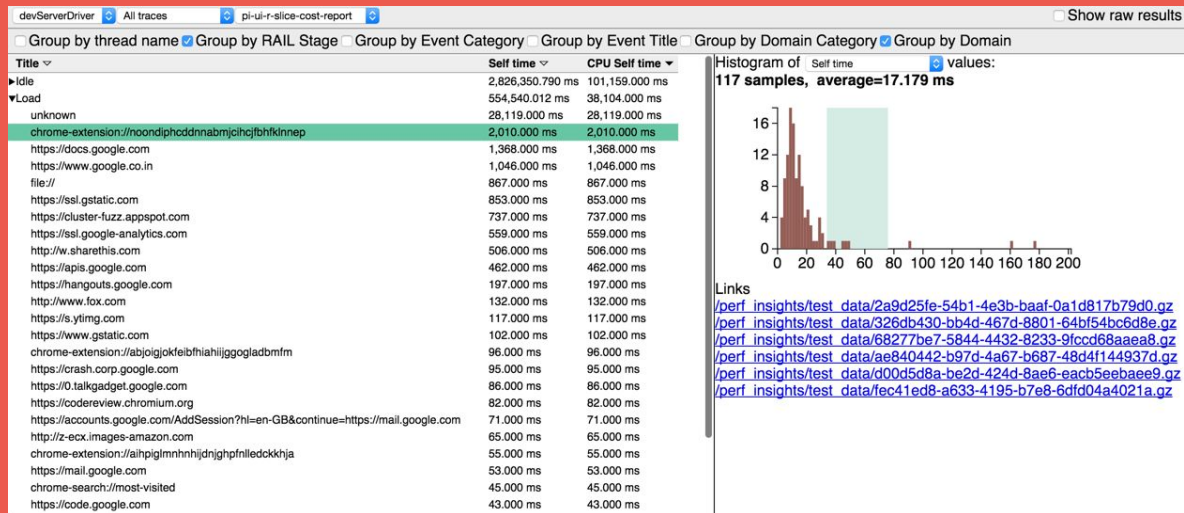 devServerDriver All traces pi-ui-r-slice-cost-report Show raw results
Group by thread name Group by RAIL Stage Group by Event Category Group by Event Title Group by Domain Category Group by Domain
Title Self time CPU Self time
Idle 2,826,350.790 ms 101,159.000 ms
Load 554,540.012 ms 38,104.000 ms
unknown 28,119.000 ms 28,119.000 ms
chrome-extension://noondiphcddnnabmjcihcjfbhfklnnep 2,010.000 ms 2,010.000 ms
https://docs.google.com 1,368.000 ms 1,368.000 ms
https://www.google.co.in 1,046.000 ms 1,046.000 ms
file:// 867.000 ms 867.000 ms
https://ssl.gstatic.com 853.000 ms 853.000 ms
https://cluster-fuzz.appspot.com 737.000 ms 737.000 ms
https://ssl.google-analytics.com 559.000 ms 559.000 ms
http://w.sharethis.com 506.000 ms 506.000 ms
https://apis.google.com 462.000 ms 462.000 ms
https://hangouts.google.com 197.000 ms 197.000 ms
http://www.fox.com 132.000 ms 132.000 ms
https://s.ytimg.com 117.000 ms 117.000 ms
https://www.gstatic.com 102.000 ms 102.000 ms
chrome-extension://abjoigjokfeibfhiahiijggogladbmfm 96.000 ms 96.000 ms
https://crash.corp.google.com 95.000 ms 95.000 ms
https://0.talkgadget.google.com 86.000 ms 86.000 ms
https://codereview.chromium.org 82.000 ms 82.000 ms
https://accounts.google.com/AddSession?hl=en-GB&continue=https://mail.google.com 71.000 ms 71.000 ms
http://z-ecx.images-amazon.com 65.000 ms 65.000 ms
chrome-extension://aihpiglmnhnhijdnjghpfnlledckkhja 55.000 ms 55.000 ms
https://mail.google.com 53.000 ms 53.000 ms
chrome-search://most-visited 45.000 ms 45.000 ms
https://code.google.com 43.000 ms 43.000 ms
Histogram of Self time values:
117 samples, average=17.179 ms
16
12
8
4
0
0 20 40 60 80 100 120 140 160 180 200
Links
/perf_insights/test_data/2a9d25fe-54b1-4e3b-baaf-0a1d817b79d0.gz
/perf_insights/test_data/326db430-bb4d-467d-8801-64bf54bc6d8e.gz
/perf_insights/test_data/68277be7-5844-4432-8233-9fccd68aaea8.gz
/perf_insights/test_data/ae840442-b97d-4a67-b687-48d4f144937d.gz
/perf_insights/test_data/d00d5d8a-be2d-424d-8ae6-eacb5eebaee9.gz
/perf_insights/test_data/fec41ed8-a633-4195-b7e8-6dfd04a4021a.gz